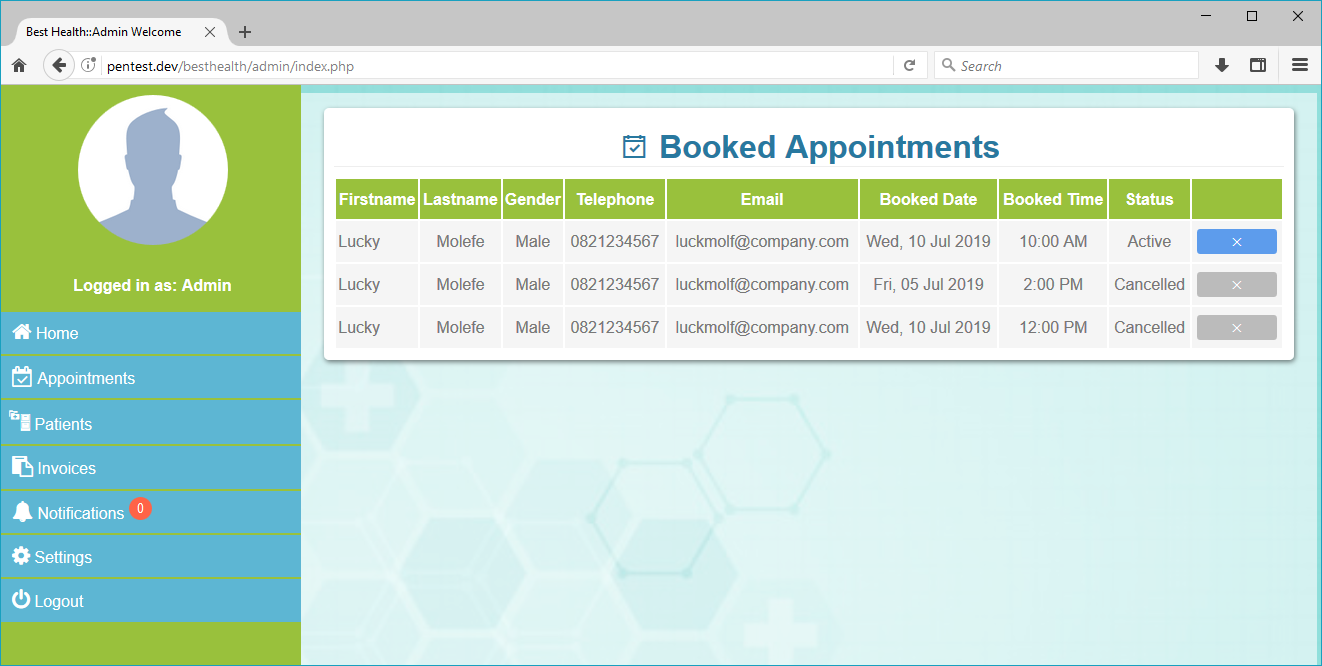 Best Health::Admin Welcome
pentest.dev/besthealth/admin/index.php
Search
Logged in as: Admin
Home
Appointments
Patients
Invoices
Notifications 0
Settings
Logout
Booked Appointments
Firstname Lastname Gender Telephone Email Booked Date Booked Time Status
Lucky Molefe Male 0821234567 luckmolf@company.com Wed, 10 Jul 2019 10:00 AM Active
Lucky Molefe Male 0821234567 luckmolf@company.com Fri, 05 Jul 2019 2:00 PM Cancelled
Lucky Molefe Male 0821234567 luckmolf@company.com Wed, 10 Jul 2019 12:00 PM Cancelled